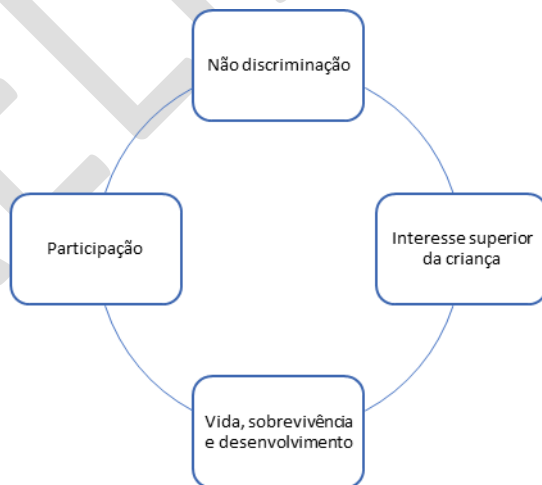 Não discriminação
Participação
Interesse superior
da criança
Vida, sobrevivência
e desenvolvimento